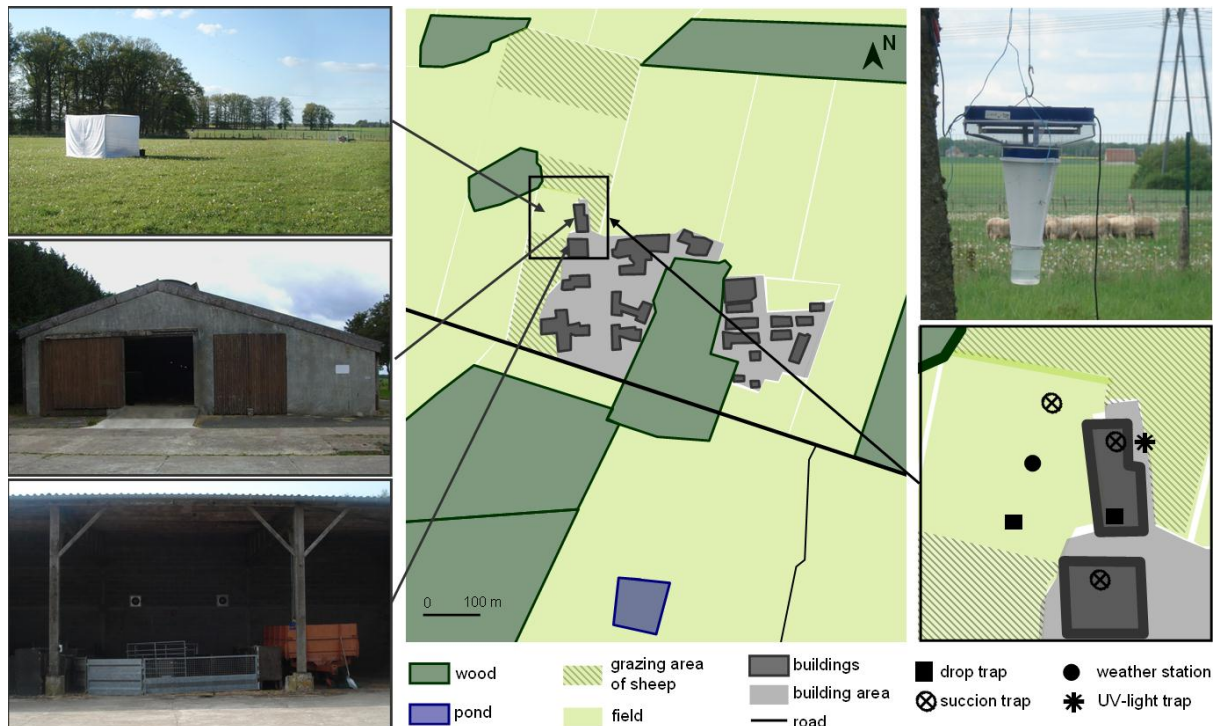 N
0 100 m
wood
pond
grazing area
of sheep
field
buildings
building area
road
drop trap
succion trap
weather station
UV-light trap